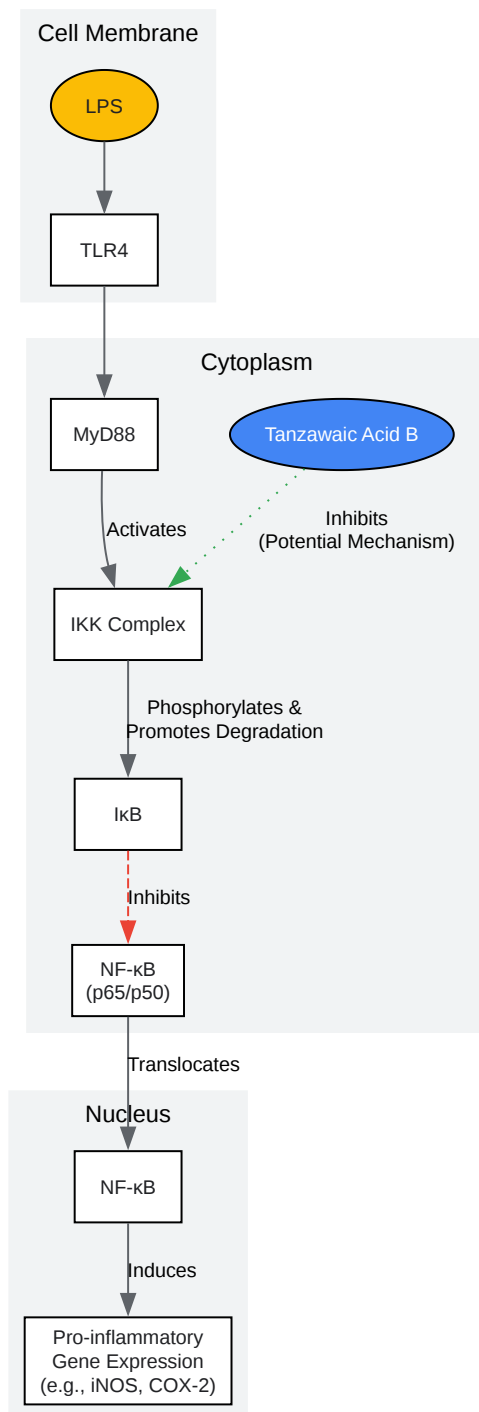 Cell Membrane
LPS
TLR4
Cytoplasm
MyD88
Tanzawaic Acid B
Activates
Inhibits
(Potential Mechanism)
IKK Complex
Phosphorylates &
Promotes Degradation
IκB
Inhibits
NF-κB
(p65/p50)
Translocates
Nucleus
NF-κB
Induces
Pro-inflammatory
Gene Expression
(e.g., iNOS, COX-2)